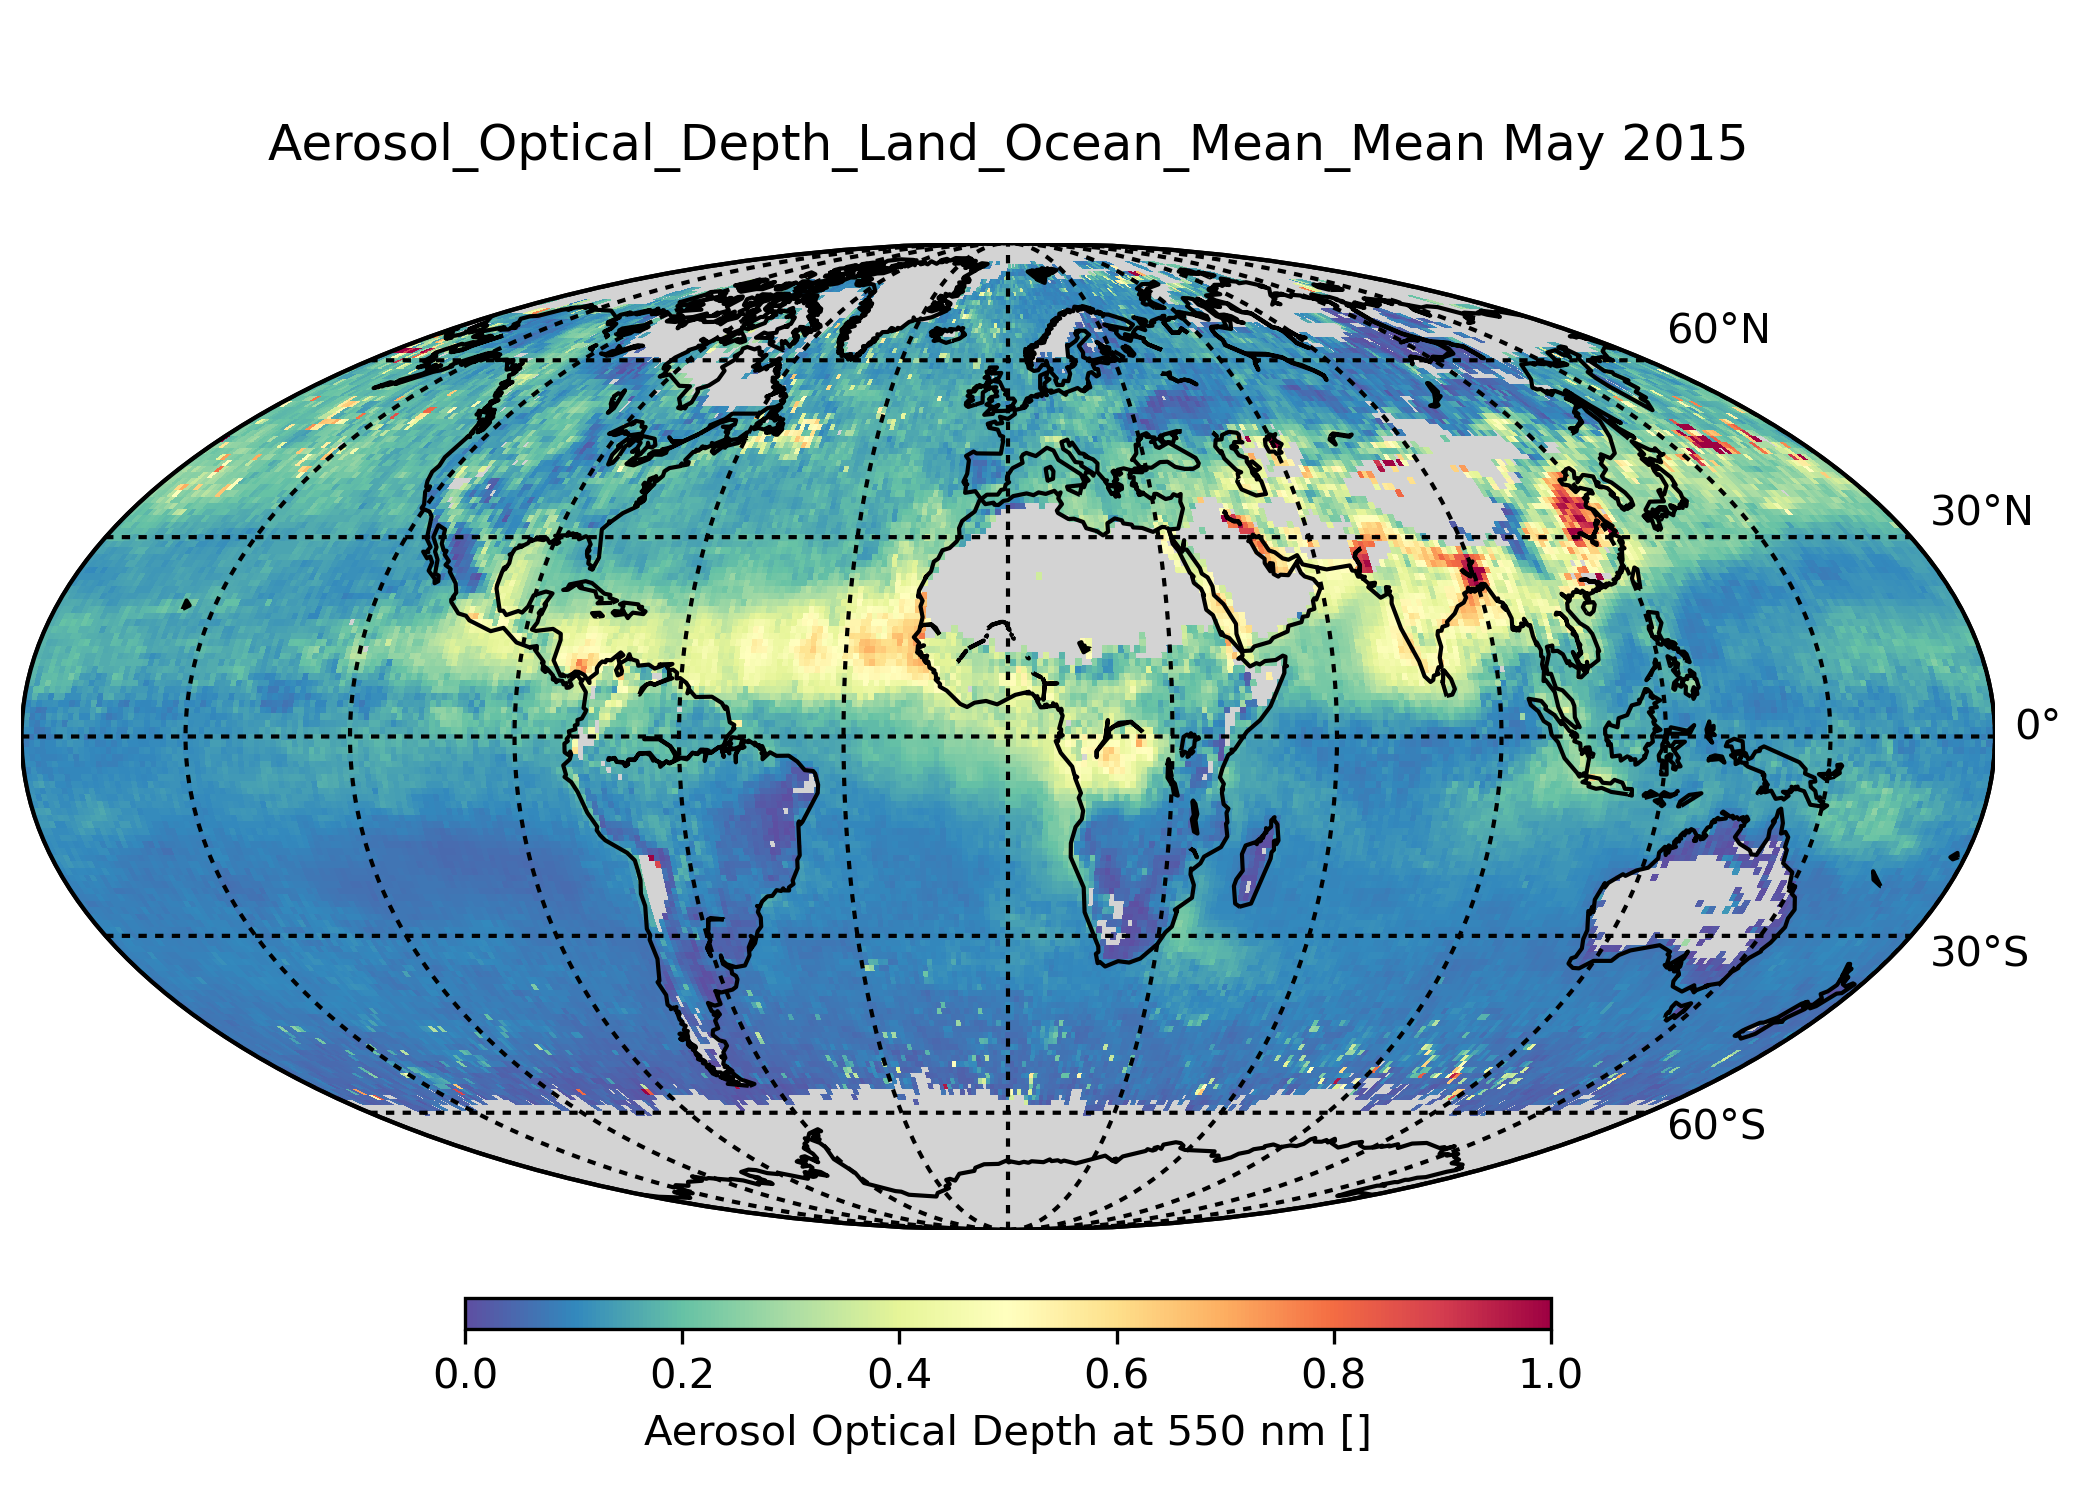 Aerosol_Optical_Depth_Land_Ocean_Mean_Mean May 2015
60°N
30°N
0°
30°S
60°S
0.0 0.2 0.4 0.6 0.8 1.0
Aerosol Optical Depth at 550 nm []